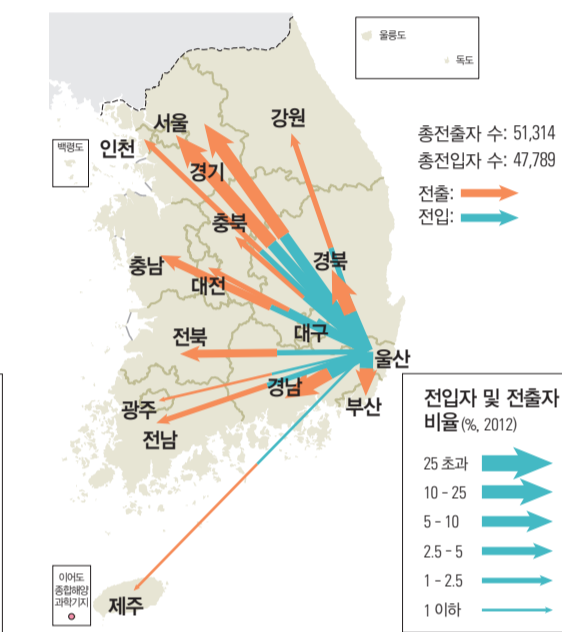 울릉도
독도
강원
서울
인천
백령도
총전출자 수: 51,314
총전입자 수: 47,789
전출:
전입:
경기
충북
경북
충남
대전
전북
대구
울산
경남
부산
광주
전남
전입자 및 전출자
비율(%, 2012)
25 초과
10 - 25
5 - 10
2.5 - 5
1 - 2.5
1 이하
이어도
종합해양
과학기지
제주